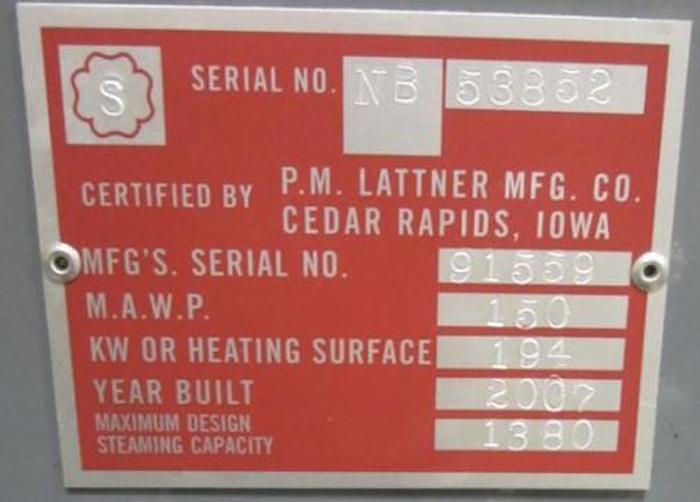 S SERIAL NO. NB 53852
CERTIFIED BY P.M. LATTNER MFG. CO.
CEDAR RAPIDS, IOWA
MFG'S. SERIAL NO. 91559
M.A.W.P. 150
KW OR HEATING SURFACE 194
YEAR BUILT 2007
MAXIMUM DESIGN
STEAMING CAPACITY 1380